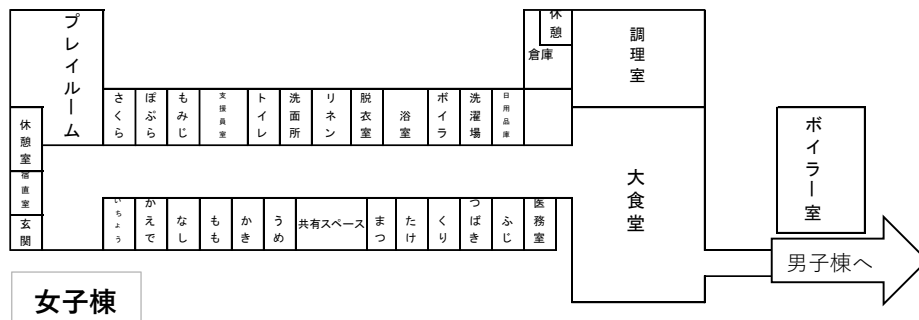 プレイルーム
休憩
倉庫
調理室
さくら
ぽぷら
もみじ
支援員室
トイレ
洗面所
リネン
脱衣室
浴室
ボイラ
洗濯場
日用品庫
休憩室
宿直室
玄関
大食堂
ボイラー室
いちょう
かえで
なし
もも
かき
うめ
共有スペース
まつ
たけ
くり
つばき
ふじ
医務室
男子棟へ
女子棟